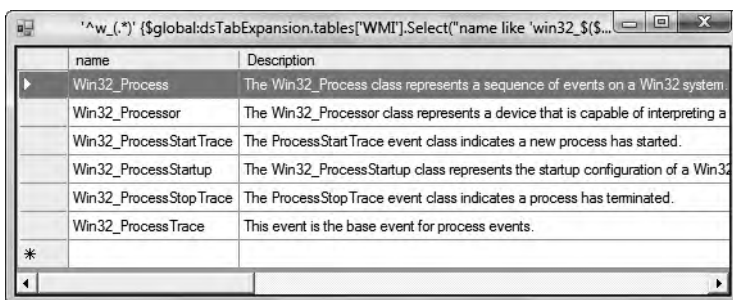 '^w_(.*)' {$global:dsTabExpansion.tables['WMI'].Select("name like 'win32_$($...
name Description
Win32_Process The Win32_Process class represents a sequence of events on a Win32 system.
Win32_Processor The Win32_Processor class represents a device that is capable of interpreting a
Win32_ProcessStartTrace The ProcessStartTrace event class indicates a new process has started.
Win32_ProcessStartup The Win32_ProcessStartup class represents the startup configuration of a Win32
Win32_ProcessStopTrace The ProcessStopTrace event class indicates a process has terminated.
Win32_ProcessTrace This event is the base event for process events.